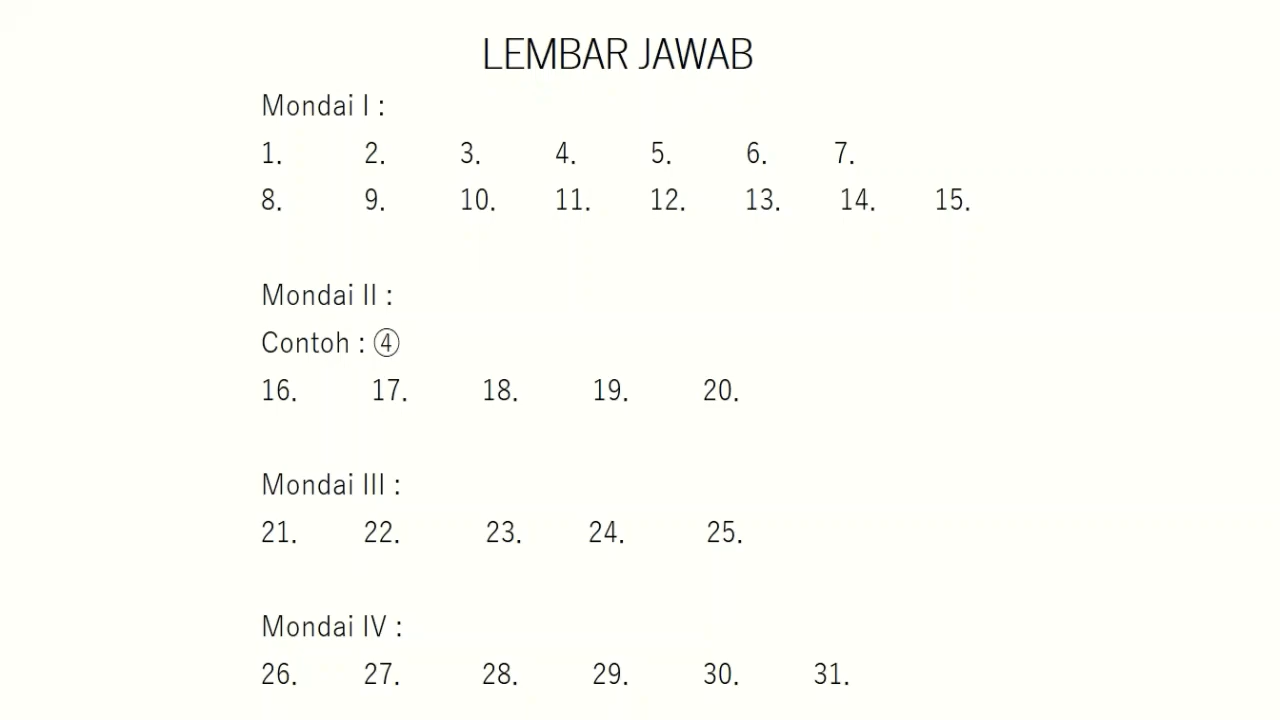 LEMBAR JAWAB
Mondai I :
1. 2. 3. 4. 5. 6. 7.
8. 9. 10. 11. 12. 13. 14. 15.
Mondai II :
Contoh : ④
16. 17. 18. 19. 20.
Mondai III :
21. 22. 23. 24. 25.
Mondai IV :
26. 27. 28. 29. 30. 31.